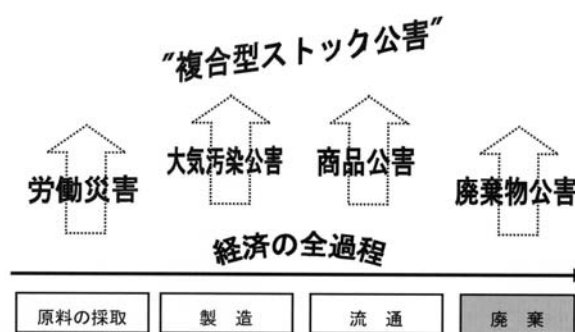 ”複合型ストック公害”
労働災害
大気汚染公害
商品公害
廃棄物公害
経済の全過程
原料の採取
製 造
流 通
廃 棄